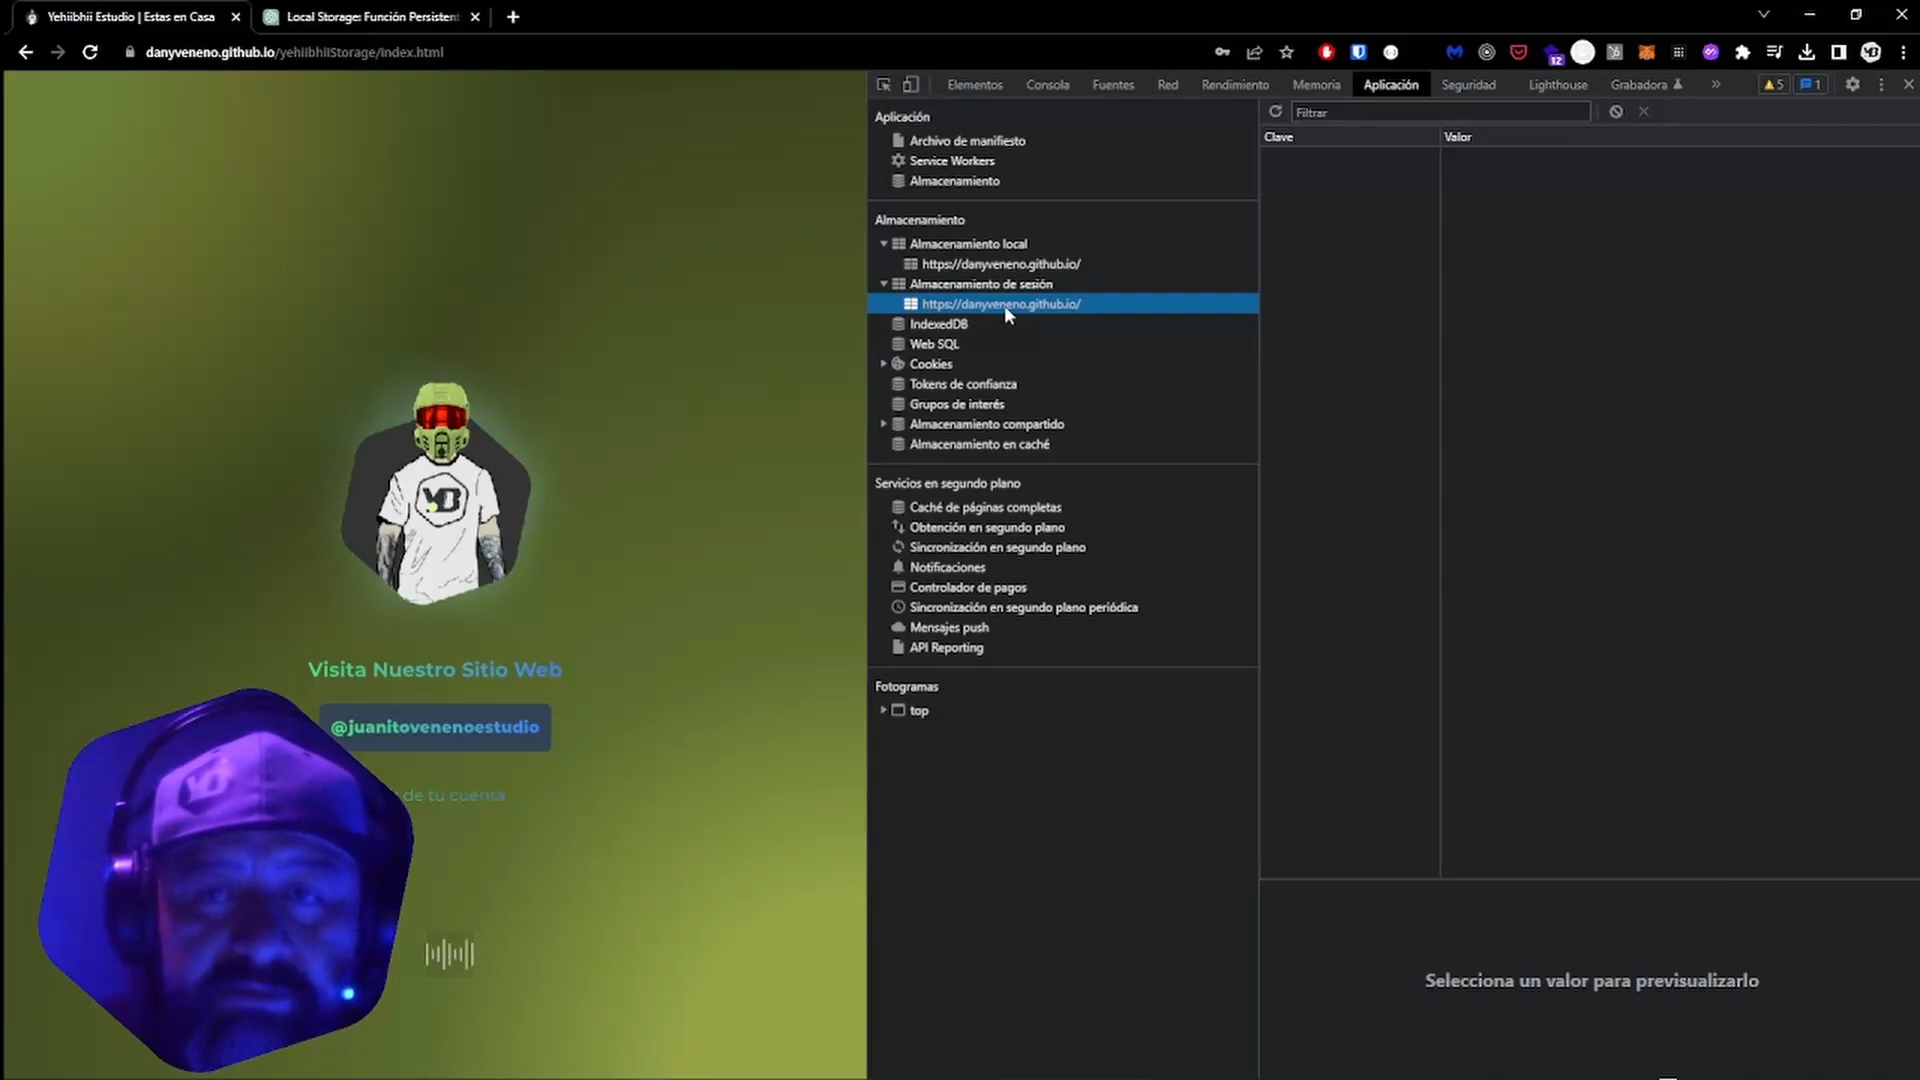 Yehiibhii Estudio | Estas en Casa
Local Storage: Función Persistent
danyveneno.github.io/yehiibhiiStorage/index.html
12
Elementos
Consola
Fuentes
Red
Rendimiento
Memoria
Aplicación
Seguridad
Lighthouse
Grabadora
5
1
Aplicación
Archivo de manifiesto
Service Workers
Almacenamiento
Almacenamiento
Almacenamiento local
https://danyveneno.github.io/
Almacenamiento de sesión
https://danyveneno.github.io/
IndexedDB
Web SQL
Cookies
Tokens de confianza
Grupos de interés
Almacenamiento compartido
Almacenamiento en caché
Servicios en segundo plano
Caché de páginas completas
Obtención en segundo plano
Sincronización en segundo plano
Notificaciones
Controlador de pagos
Sincronización en segundo plano periódica
Mensajes push
API Reporting
Fotogramas
top
Filtrar
Clave
Valor
Selecciona un valor para previsualizarlo
YB
Visita Nuestro Sitio Web
@juanitovenenoestudio
de tu cuenta